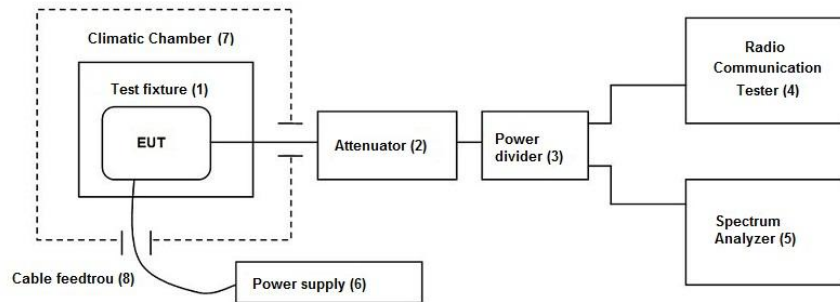 Climatic Chamber (7)
Test fixture (1)
EUT
Attenuator (2)
Power
divider (3)
Radio
Communication
Tester (4)
Spectrum
Analyzer (5)
Cable feedtrou (8)
Power supply (6)